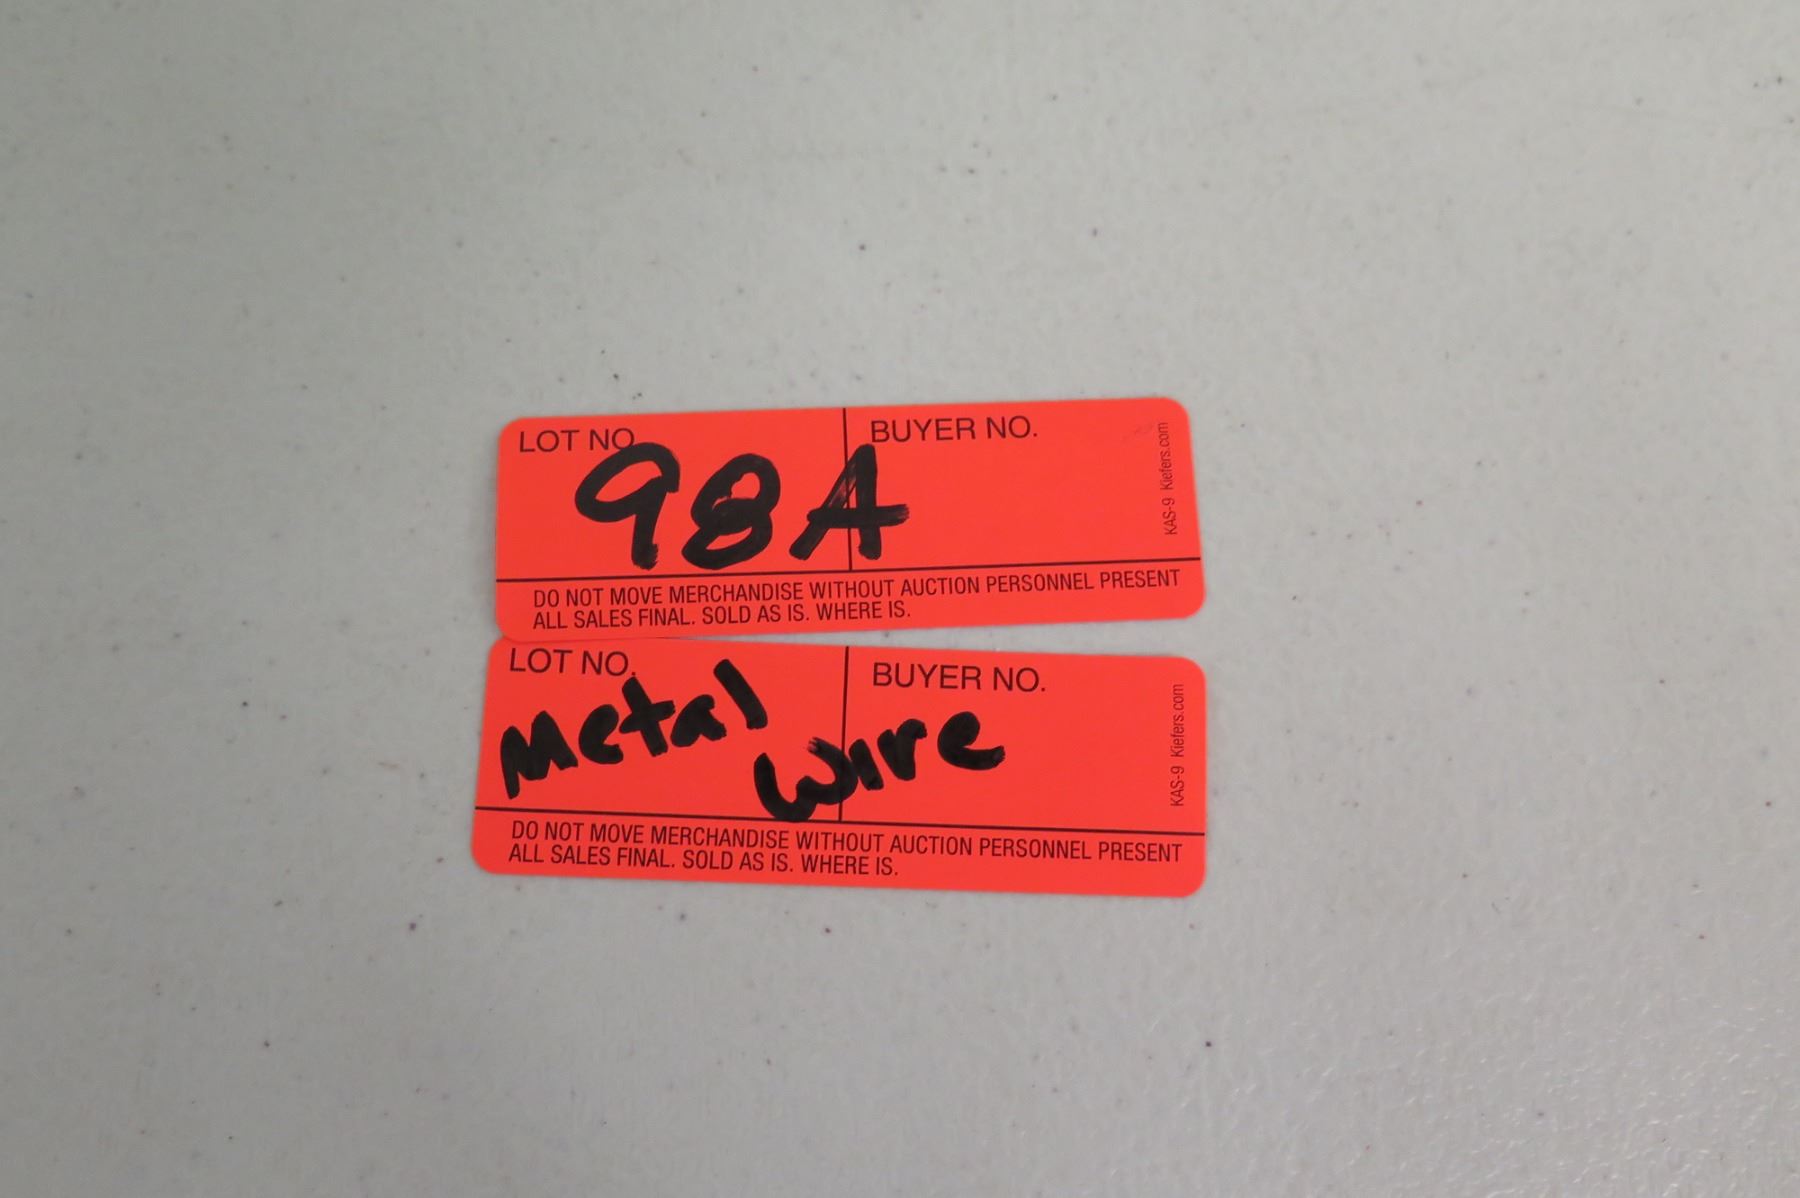 LOT NO.
BUYER NO.
98A
KAS-9 Kiefers.com
DO NOT MOVE MERCHANDISE WITHOUT AUCTION PERSONNEL PRESENT
ALL SALES FINAL. SOLD AS IS. WHERE IS.
LOT NO.
BUYER NO.
Metal
Wire
KAS-9 Kiefers.com
DO NOT MOVE MERCHANDISE WITHOUT AUCTION PERSONNEL PRESENT
ALL SALES FINAL. SOLD AS IS. WHERE IS.